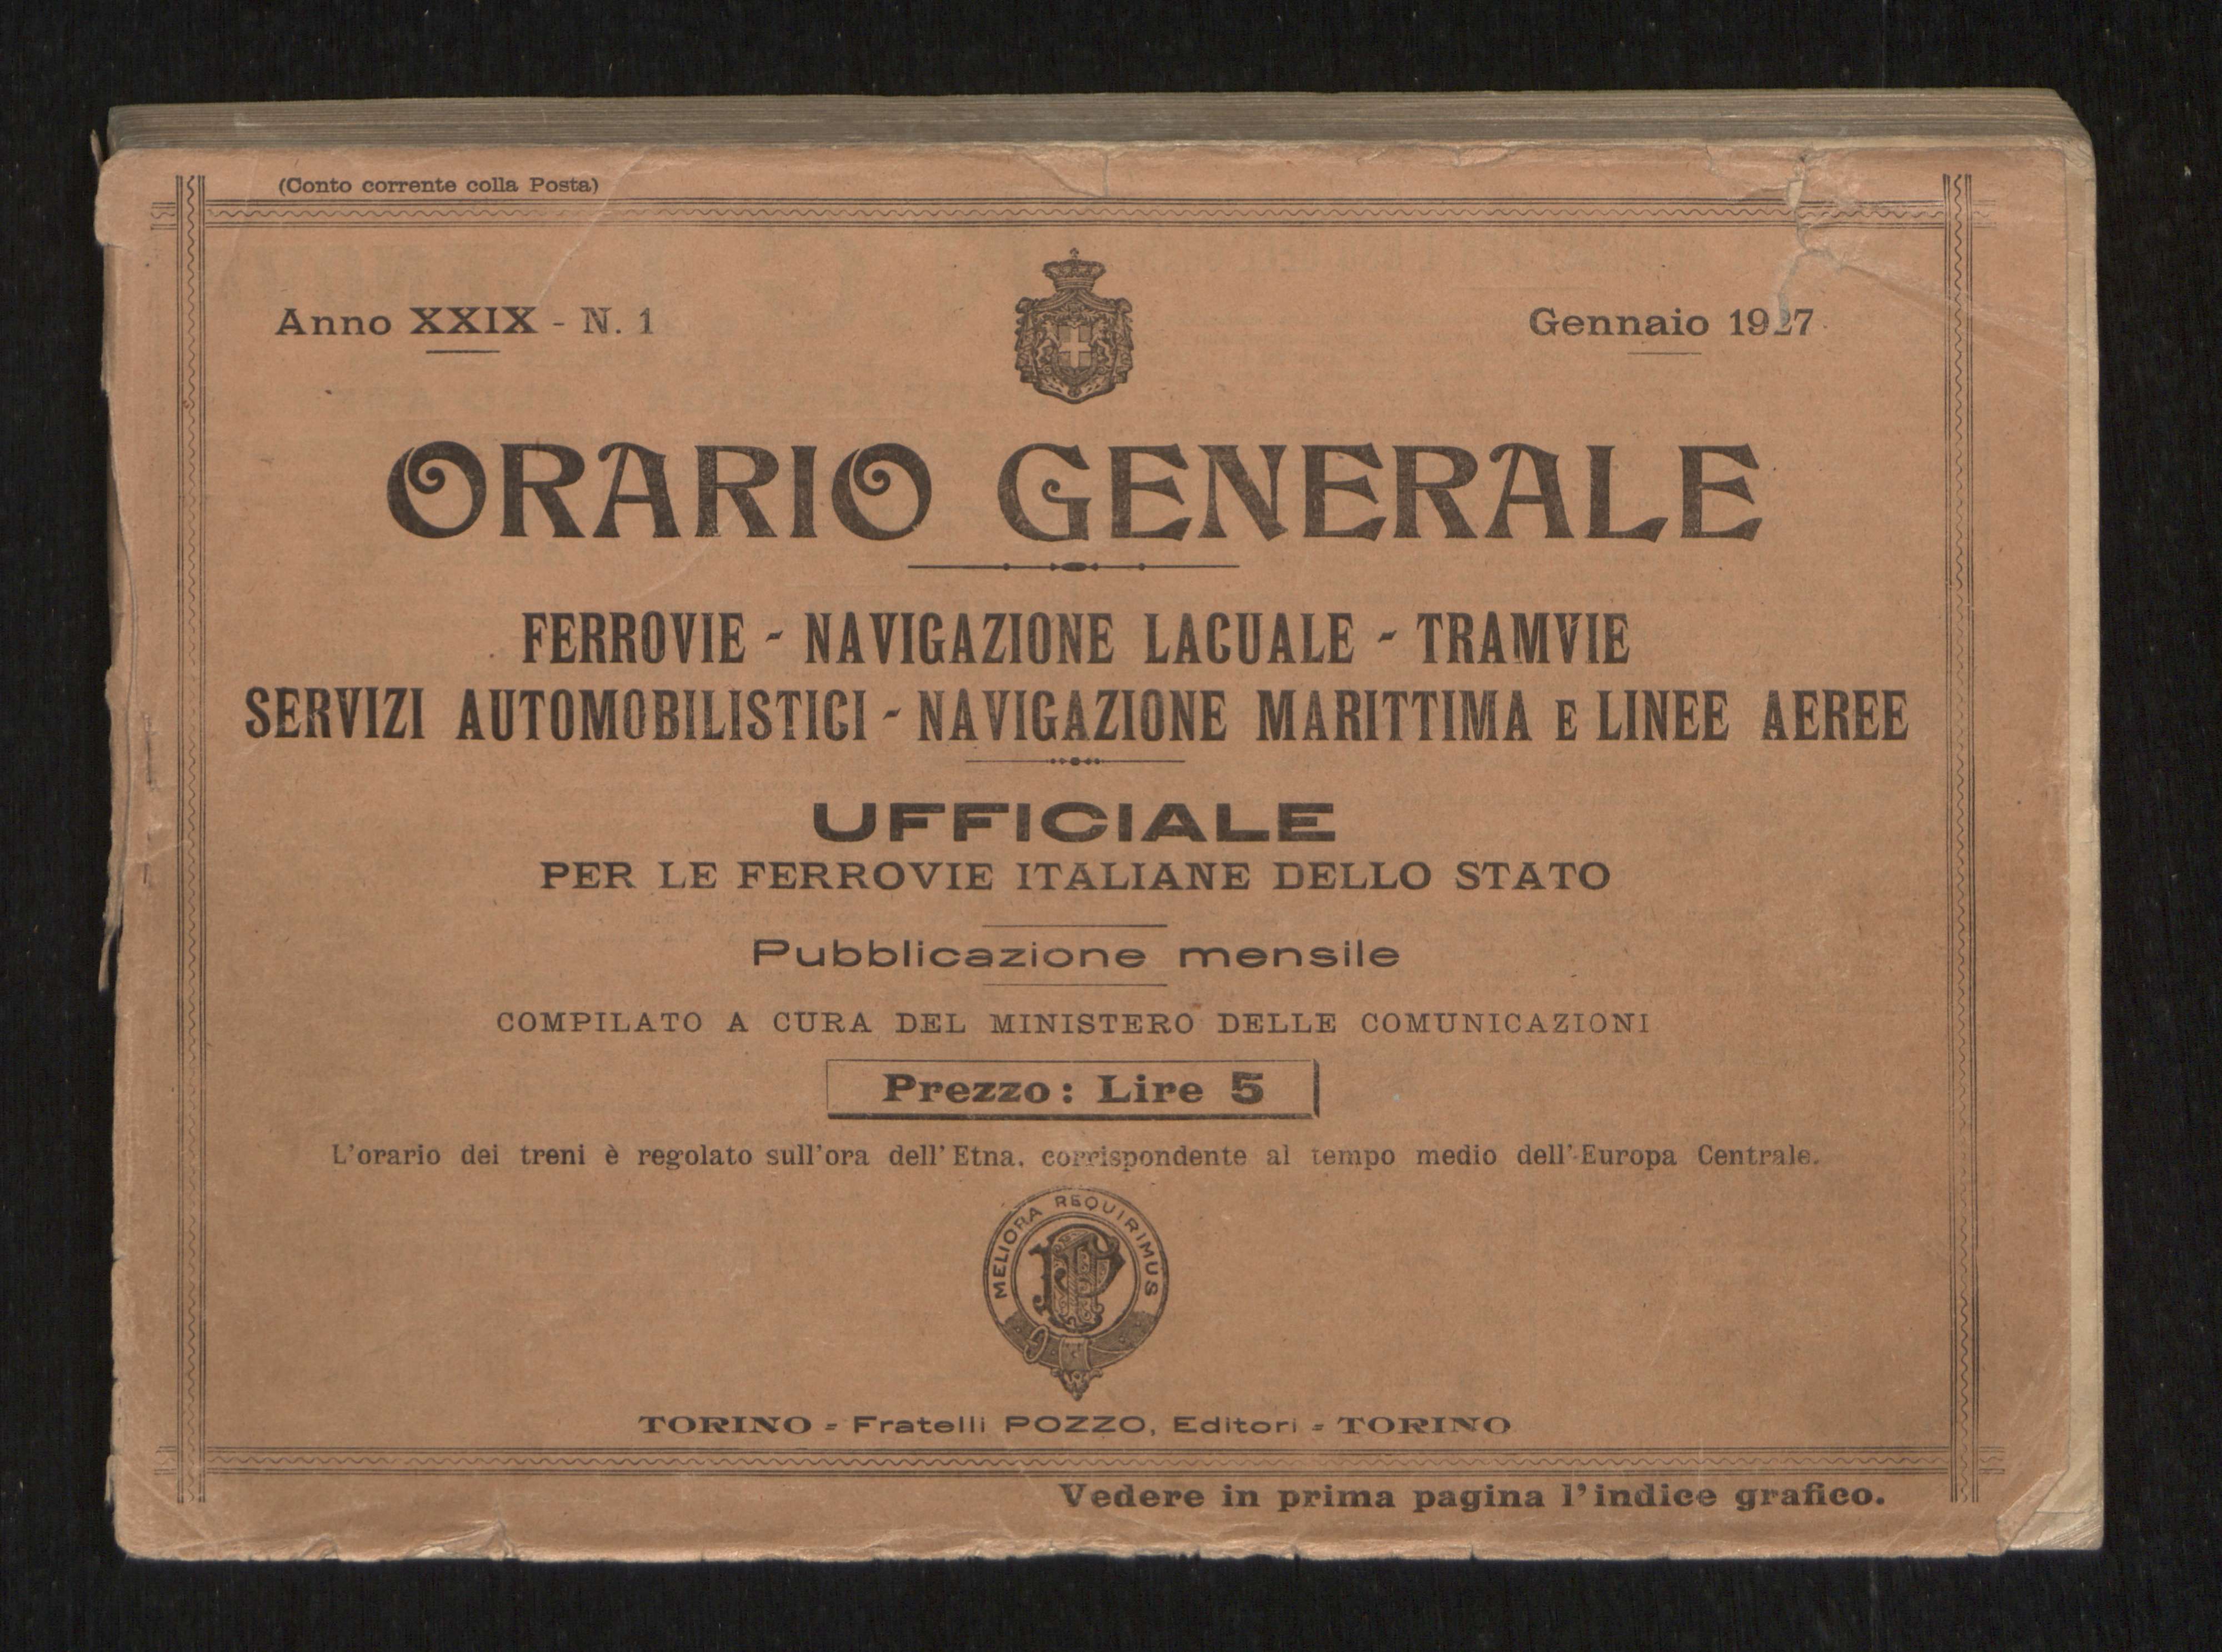 (Conto corrente colla Posta)
Anno XXIX - N. 1
Gennaio 1927
ORARIO GENERALE
FERROVIE - NAVIGAZIONE LACUALE - TRAMVIE
SERVIZI AUTOMOBILISTICI - NAVIGAZIONE MARITTIMA E LINEE AEREE
UFFICIALE
PER LE FERROVIE ITALIANE DELLO STATO
Pubblicazione mensile
COMPILATO A CURA DEL MINISTERO DELLE COMUNICAZIONI
Prezzo: Lire 5
L'orario dei treni è regolato sull'ora dell'Etna, corrispondente al tempo medio dell'Europa Centrale.
MELIORA REQUIRIMUS
FP
TORINO - Fratelli POZZO, Editori - TORINO
Vedere in prima pagina l'indice grafico.